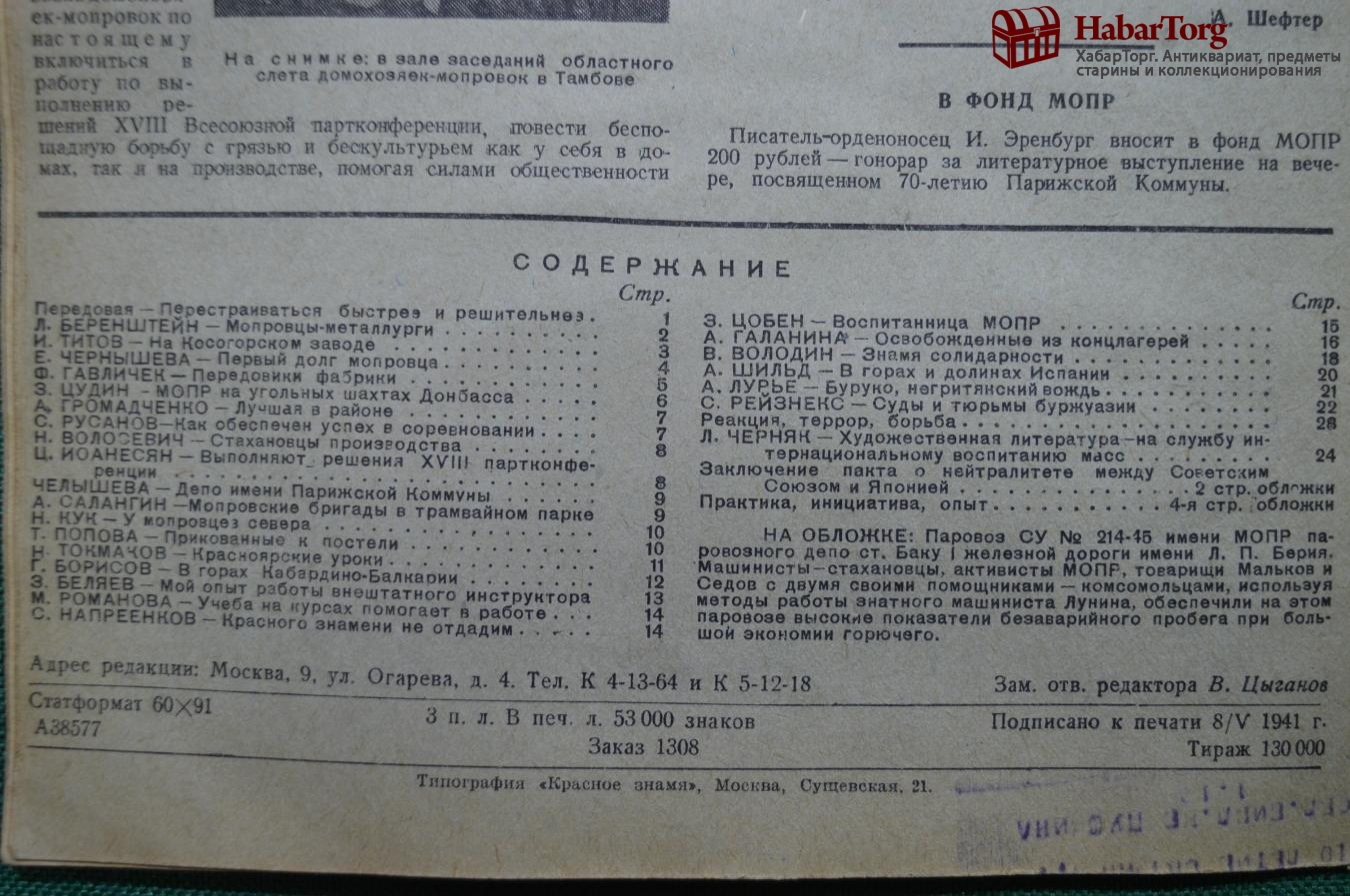 ек-мопровок по
настоящему
включиться в
работу по вы-
полнению ре-
шений XVIII Всесоюзной партконференции, повести беспо-
щадную борьбу с грязью и бескультурьем как у себя в до-
мах, так и на производстве, помогая силами общественности
На снимке: в зале заседаний областного
слета домохозяек-мопровок в Тамбове
А. Шефтер
HabarTorg
ХабарТорг. Антиквариат, предметы
старины и коллекционирования
В ФОНД МОПР
Писатель-орденоносец И. Эренбург вносит в фонд МОПР
200 рублей — гонорар за литературное выступление на вече-
ре, посвященном 70-летию Парижской Коммуны.
СОДЕРЖАНИЕ
Стр.
Передовая — Перестраиваться быстрее и решительнее. 1
Л. БЕРЕНШТЕЙН — Мопровцы-металлурги . . . . . . . . . 2
И. ТИТОВ — На Косогорском заводе . . . . . . . . . 3
Е. ЧЕРНЫШЕВА — Первый долг мопровца . . . . . . . . 4
Ф. ГАВЛИЧЕК — Передовики фабрики . . . . . . . . . 5
З. ЦУДИН — МОПР на угольных шахтах Донбасса . . . . . 6
А. ГРОМАДЧЕНКО — Лучшая в районе . . . . . . . . . 7
С. РУСАНОВ — Как обеспечен успех в соревновании . . . . 7
Н. ВОЛОСЕВИЧ — Стахановцы производства . . . . . . . 8
Ц. ИОАНЕСЯН — Выполняют решения XVIII партконфе-
ренции . . . . . . . . . 8
ЧЕЛЫШЕВА — Депо имени Парижской Коммуны . . . . . . 9
А. САЛАНГИН — Мопровские бригады в трамвайном парке 9
Н. КУК — У мопровцев севера . . . . . . . . . 10
Т. ПОПОВА — Прикованные к постели . . . . . . . . . 10
Н. ТОКМАКОВ — Красноярские уроки . . . . . . . . . 11
Г. БОРИСОВ — В горах Кабардино-Балкарии . . . . . . . 12
З. БЕЛЯЕВ — Мой опыт работы внештатного инструктора 13
М. РОМАНОВА — Учеба на курсах помогает в работе . . . 14
С. НАПРЕЕНКОВ — Красного знамени не отдадим . . . . . 14
Стр.
З. ЦОБЕН — Воспитанница МОПР . . . . . . . . . 15
А. ГАЛАНИНА — Освобожденные из концлагерей . . . . . 16
В. ВОЛОДИН — Знамя солидарности . . . . . . . . . 18
А. ШИЛЬД — В горах и долинах Испании . . . . . . . . 20
А. ЛУРЬЕ — Буруко, негритянский вождь . . . . . . . . 21
С. РЕЙЗНЕКС — Суды и тюрьмы буржуазии . . . . . . . 22
Реакция, террор, борьба . . . . . . . . . 23
Л. ЧЕРНЯК — Художественная литература на службу ин-
тернациональному воспитанию масс . . . . . . . . . 24
Заключение пакта о нейтралитете между Советским
Союзом и Японией . . . . . . . . . 2 стр. обложки
Практика, инициатива, опыт . . . . . . . . . 4-я стр. обложки
НА ОБЛОЖКЕ: Паровоз СУ № 214-45 имени МОПР па-
ровозного депо ст. Баку I железной дороги имени Л. П. Берия.
Машинисты-стахановцы, активисты МОПР, товарищи Мальков и
Седов с двумя своими помощниками — комсомольцами, используя
методы работы знатного машиниста Лунина, обеспечили на этом
паровозе высокие показатели безаварийного пробега при боль-
шой экономии горючего.
Адрес редакции: Москва, 9, ул. Огарева, д. 4. Тел. К 4-13-64 и К 5-12-18
Зам. отв. редактора В. Цыганов
Статформат 60×91
А38577
3 п. л. В печ. л. 53 000 знаков
Заказ 1308
Подписано к печати 8/V 1941 г.
Тираж 130 000
Типография «Красное знамя», Москва, Сущевская, 21.